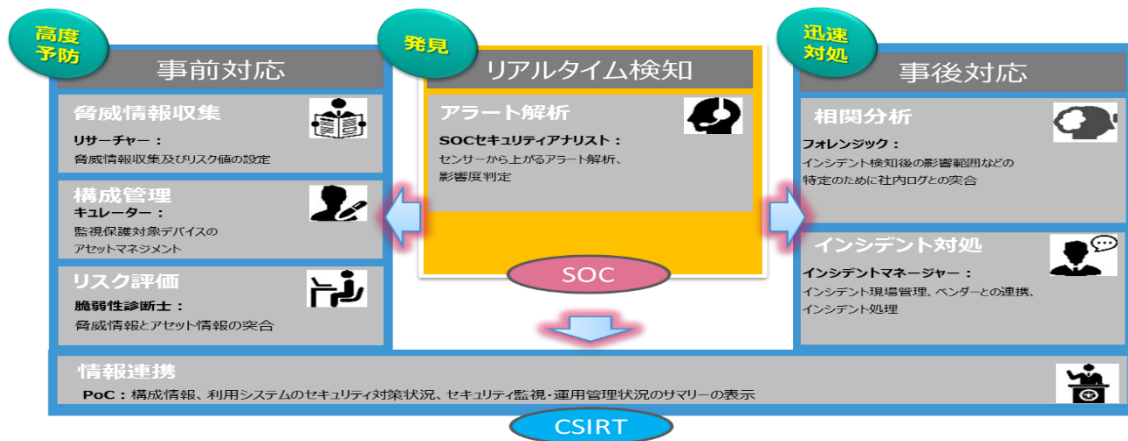 高度
予防
事前対応
脅威情報収集
リサーチャー：
脅威情報収集及びリスク値の設定
構成管理
キュレーター：
監視保護対象デバイスの
アセットマネジメント
リスク評価
脆弱性診断士：
脅威情報とアセット情報の突合
発見
リアルタイム検知
アラート解析
SOCセキュリティアナリスト：
センサーから上がるアラート解析、
影響度判定
SOC
迅速
対処
事後対応
相関分析
フォレンジック：
インシデント検知後の影響範囲などの
特定のために社内ログとの突合
インシデント対処
インシデントマネージャー：
インシデント現場管理、ベンダーとの連携、
インシデント処理
情報連携
PoC：構成情報、利用システムのセキュリティ対策状況、セキュリティ監視・運用管理状況のサマリーの表示
CSIRT